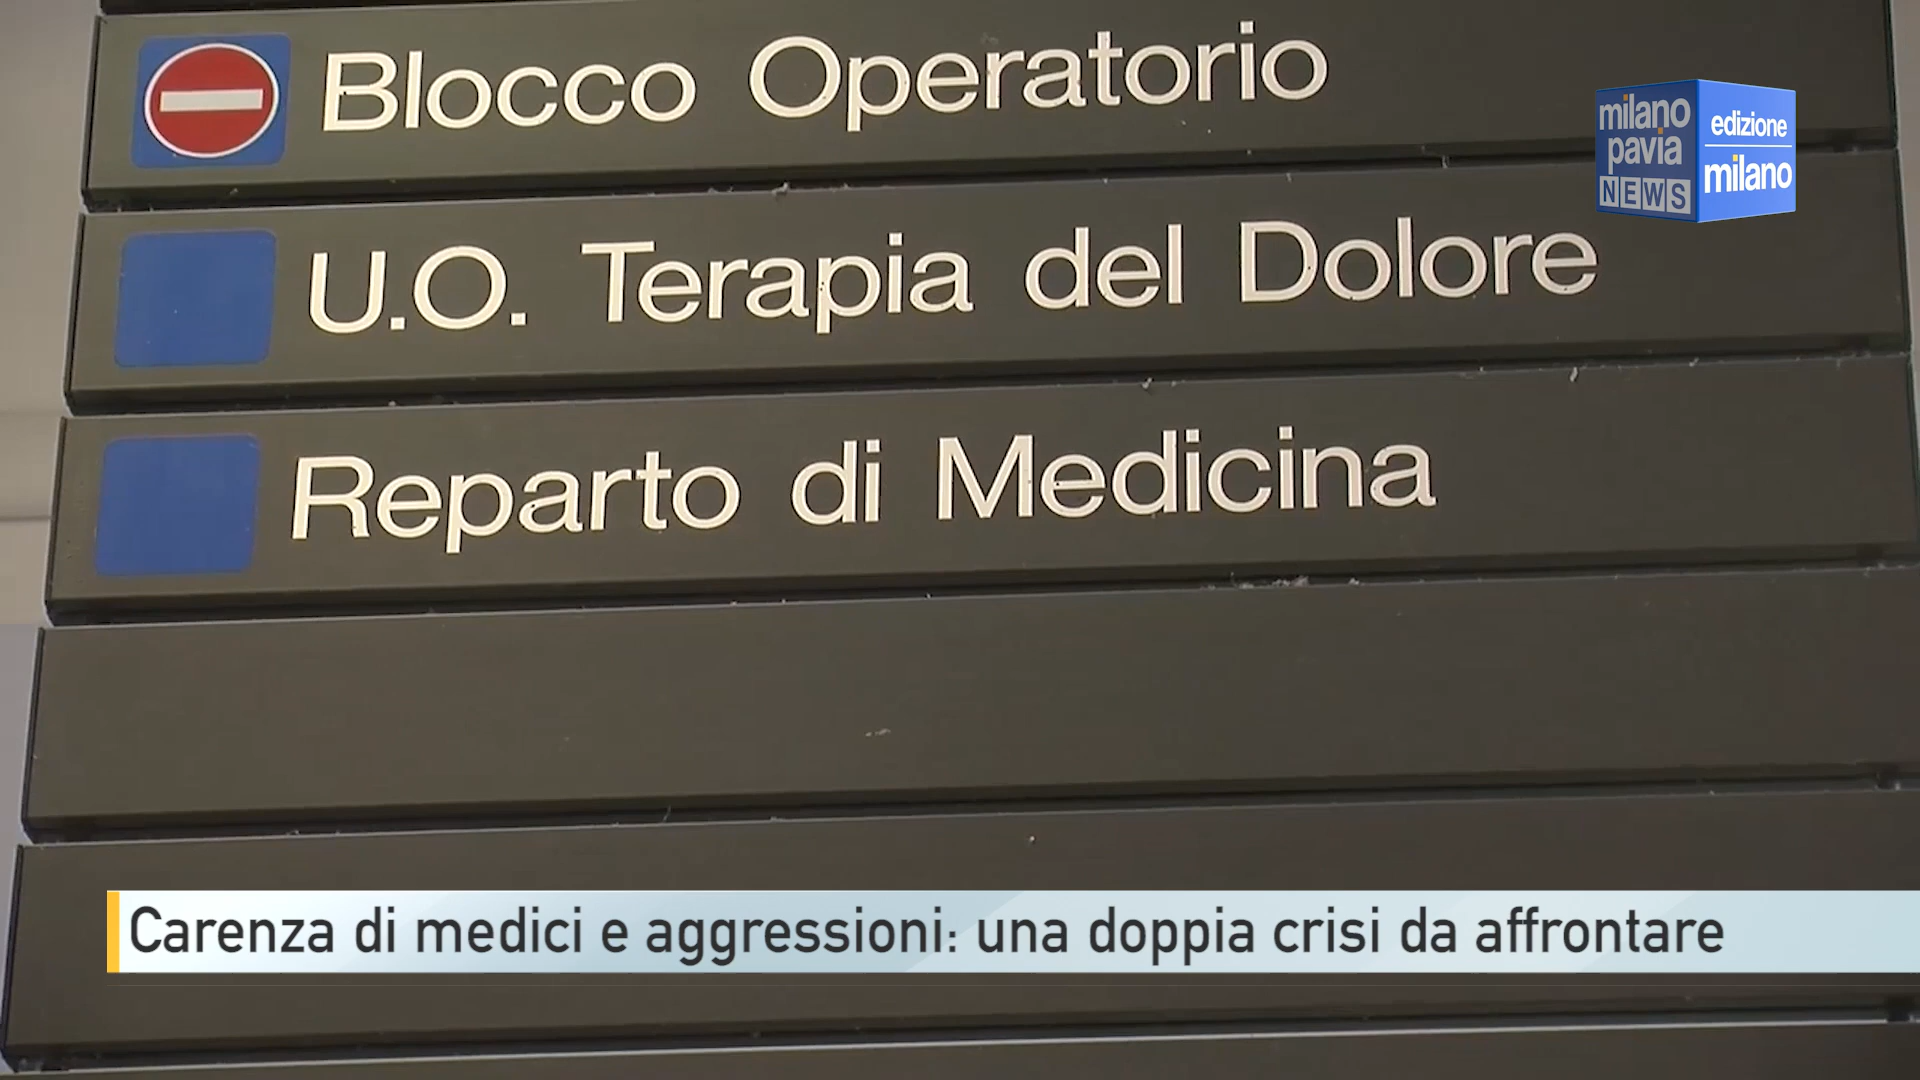 Blocco Operatorio
milano
pavia
NEWS
edizione
milano
U.O. Terapia del Dolore
Reparto di Medicina
Carenza di medici e aggressioni: una doppia crisi da affrontare